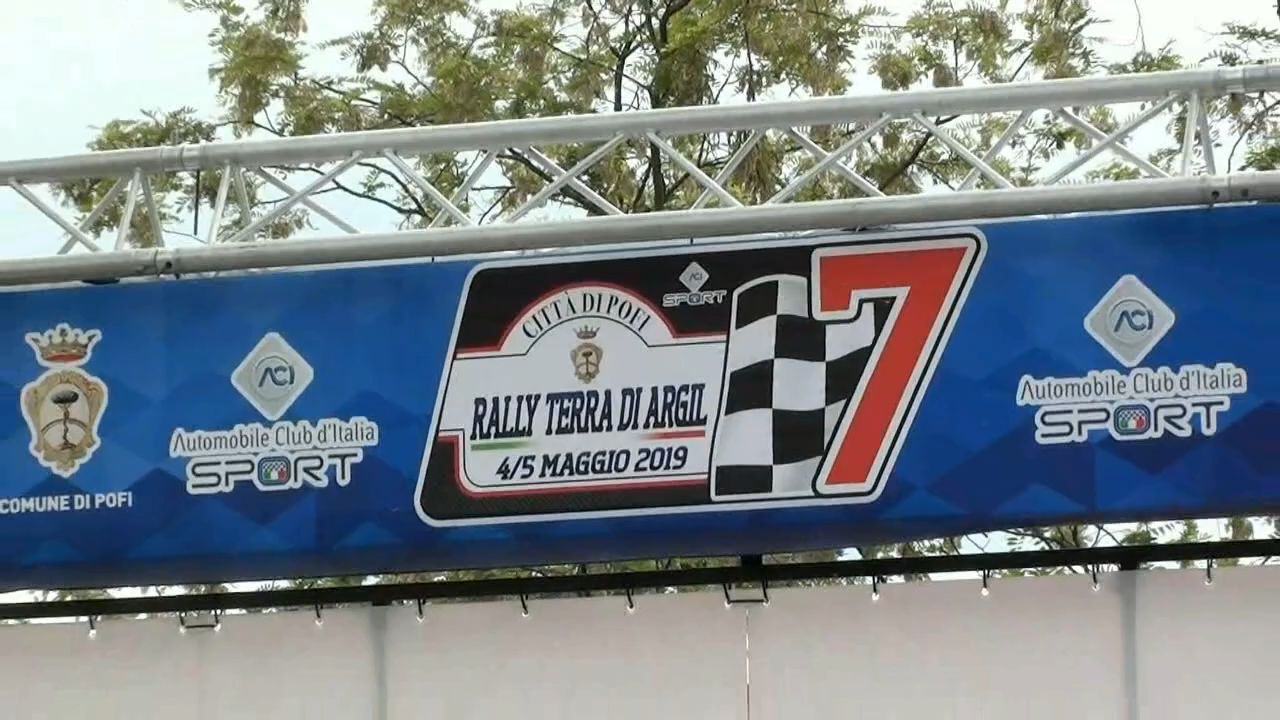 COMUNE DI POFI
ACI
Automobile Club d'Italia
SPORT
ACI
SPORT
CITTÀ DI POFI
RALLY TERRA DI ARGIL
4/5 MAGGIO 2019
7
ACI
Automobile Club d'Italia
SPORT